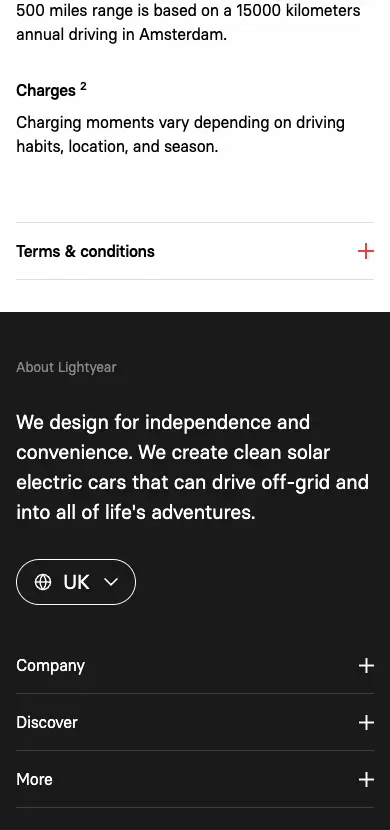 500 miles range is based on a 15000 kilometers
annual driving in Amsterdam.
Charges ²
Charging moments vary depending on driving
habits, location, and season.
Terms & conditions
About Lightyear
We design for independence and
convenience. We create clean solar
electric cars that can drive off-grid and
into all of life's adventures.
UK
Company
Discover
More